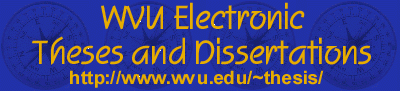 WVU Electronic
Theses and Dissertations
http://www.wvu.edu/~thesis/